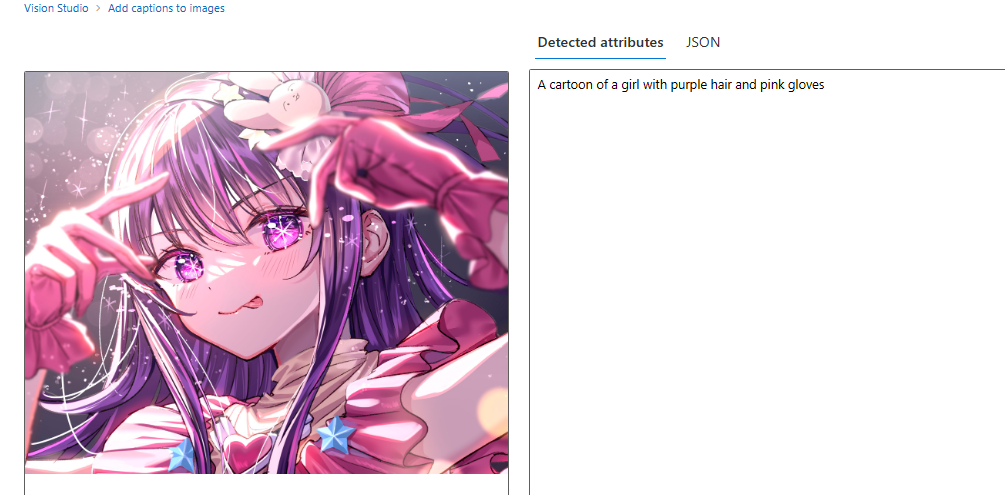 Vision Studio > Add captions to images
Detected attributes JSON
A cartoon of a girl with purple hair and pink gloves